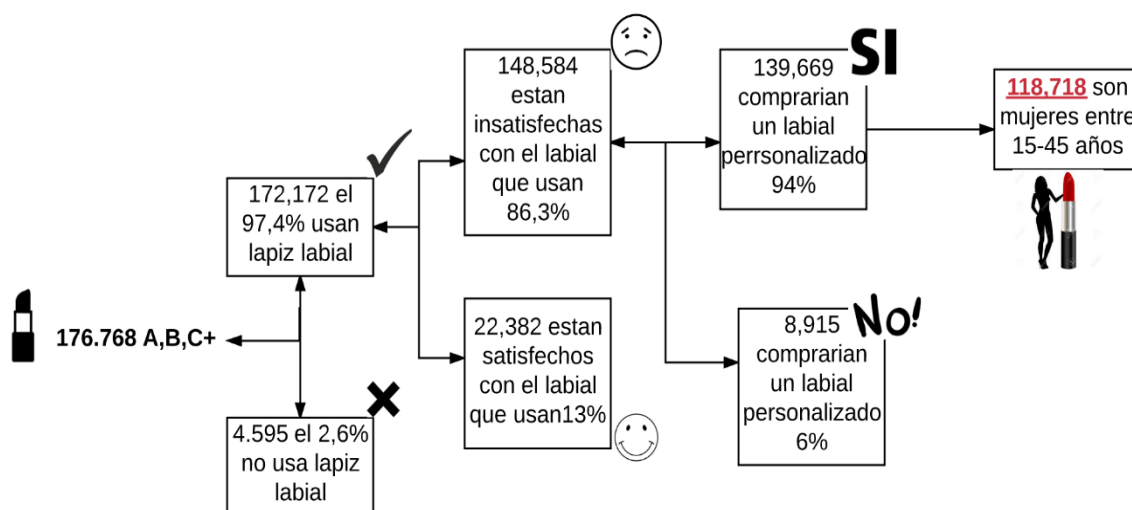 176.768 A,B,C+
172,172 el
97,4% usan
lapiz labial
4.595 el 2,6%
no usa lapiz
labial
148,584
estan
insatisfechas
con el labial
que usan
86,3%
22,382 estan
satisfechos
con el labial
que usan13%
SI
139,669
comprarian
un labial
perrsonalizado
94%
NO!
8,915
comprarian
un labial
personalizado
6%
118,718 son
mujeres entre
15-45 años